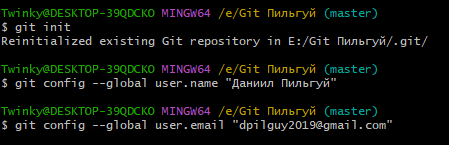 Twinky@DESKTOP-39QDCKO MINGW64 /e/Git Пильгуй (master)
$ git init
Reinitialized existing Git repository in E:/Git Пильгуй/.git/
Twinky@DESKTOP-39QDCKO MINGW64 /e/Git Пильгуй (master)
$ git config --global user.name "Даниил Пильгуй"
Twinky@DESKTOP-39QDCKO MINGW64 /e/Git Пильгуй (master)
$ git config --global user.email "dpilguy2019@gmail.com"